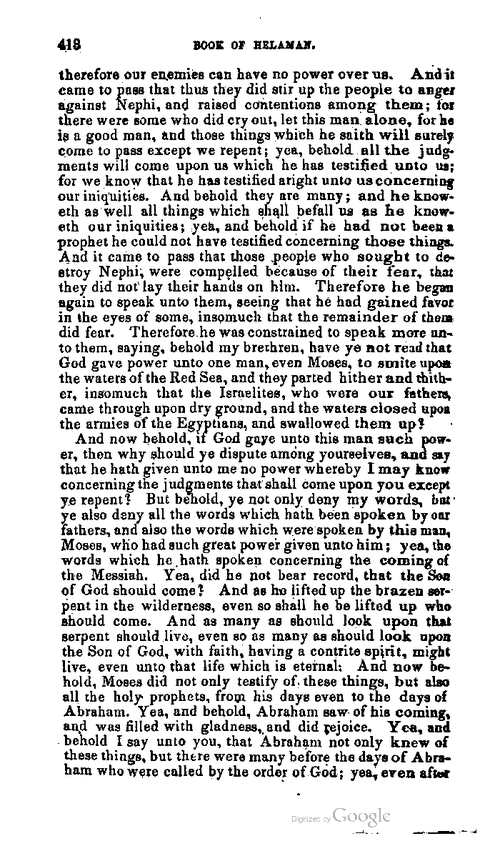 418 BOOK OF HELAMAN.
therefore our enemies can have no power over us. And it
came to pass that thus they did stir up the people to anger
against Nephi, and raised contentions among them; for
there were some who did cry out, let this man alone, for he
is a good man, and those things which he saith will surely
come to pass except we repent; yea, behold all the judg-
ments will come upon us which he has testified unto us;
for we know that he has testified aright unto us concerning
our iniquities. And behold they are many; and he know-
eth as well all things which shall befall us as he know-
eth our iniquities; yea, and behold if he had not been a
prophet he could not have testified concerning those things.
And it came to pass that those people who sought to de-
stroy Nephi, were compelled because of their fear, that
they did not lay their hands on him. Therefore he began
again to speak unto them, seeing that he had gained favor
in the eyes of some, insomuch that the remainder of them
did fear. Therefore he was constrained to speak more un-
to them, saying, behold my brethren, have ye not read that
God gave power unto one man, even Moses, to smite upon
the waters of the Red Sea, and they parted hither and thith-
er, insomuch that the Israelites, who were our fathers,
came through upon dry ground, and the waters closed upon
the armies of the Egyptians, and swallowed them up?
And now behold, if God gave unto this man such pow-
er, then why should ye dispute among yourselves, and say
that he hath given unto me no power whereby I may know
concerning the judgments that shall come upon you except
ye repent? But behold, ye not only deny my words, but
ye also deny all the words which hath been spoken by our
fathers, and also the words which were spoken by this man,
Moses, who had such great power given unto him; yea, the
words which he hath spoken concerning the coming of
the Messiah. Yea, did he not bear record, that the Son
of God should come? And as he lifted up the brazen ser-
pent in the wilderness, even so shall he be lifted up who
should come. And as many as should look upon that
serpent should live, even so as many as should look upon
the Son of God, with faith, having a contrite spirit, might
live, even unto that life which is eternal: And now be-
hold, Moses did not only testify of these things, but also
all the holy prophets, from his days even to the days of
Abraham. Yea, and behold, Abraham saw of his coming,
and was filled with gladness, and did rejoice. Yea, and
behold I say unto you, that Abraham not only knew of
these things, but there were many before the days of Abra-
ham who were called by the order of God; yea, even after
Digitized by Google